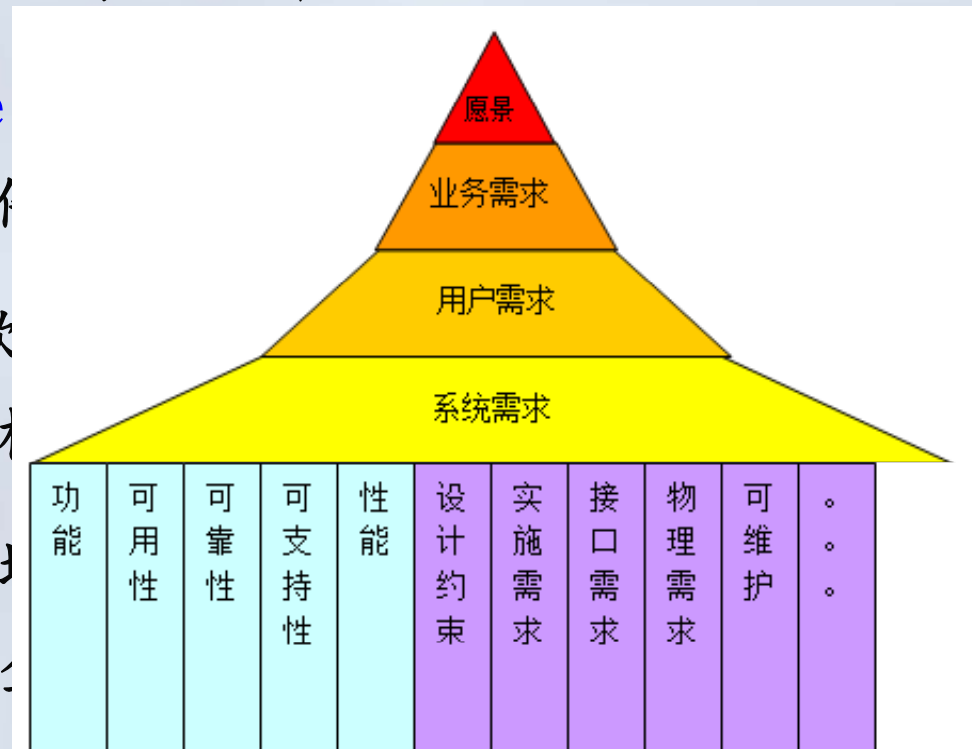 愿景
业务需求
用户需求
系统需求
功能
可用性
可靠性
可支持性
性能
设计约束
实施需求
接口需求
物理需求
可维护
。。。